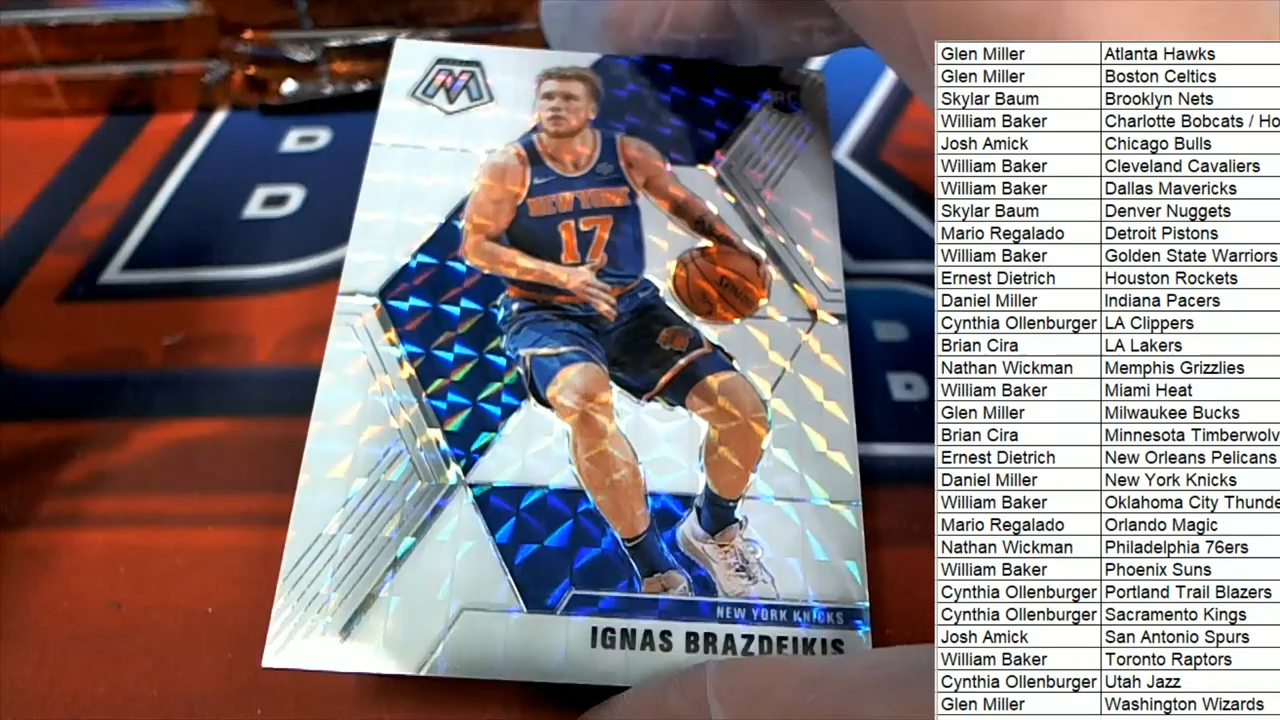 M
RC
NEW YORK
17
SPALDING
NEW YORK KNICKS
IGNAS BRAZDEIKIS
B
D
Glen Miller Atlanta Hawks
Glen Miller Boston Celtics
Skylar Baum Brooklyn Nets
William Baker Charlotte Bobcats / Ho
Josh Amick Chicago Bulls
William Baker Cleveland Cavaliers
William Baker Dallas Mavericks
Skylar Baum Denver Nuggets
Mario Regalado Detroit Pistons
William Baker Golden State Warriors
Ernest Dietrich Houston Rockets
Daniel Miller Indiana Pacers
Cynthia Ollenburger LA Clippers
Brian Cira LA Lakers
Nathan Wickman Memphis Grizzlies
William Baker Miami Heat
Glen Miller Milwaukee Bucks
Brian Cira Minnesota Timberwolv
Ernest Dietrich New Orleans Pelicans
Daniel Miller New York Knicks
William Baker Oklahoma City Thunde
Mario Regalado Orlando Magic
Nathan Wickman Philadelphia 76ers
William Baker Phoenix Suns
Cynthia Ollenburger Portland Trail Blazers
Cynthia Ollenburger Sacramento Kings
Josh Amick San Antonio Spurs
William Baker Toronto Raptors
Cynthia Ollenburger Utah Jazz
Glen Miller Washington Wizards